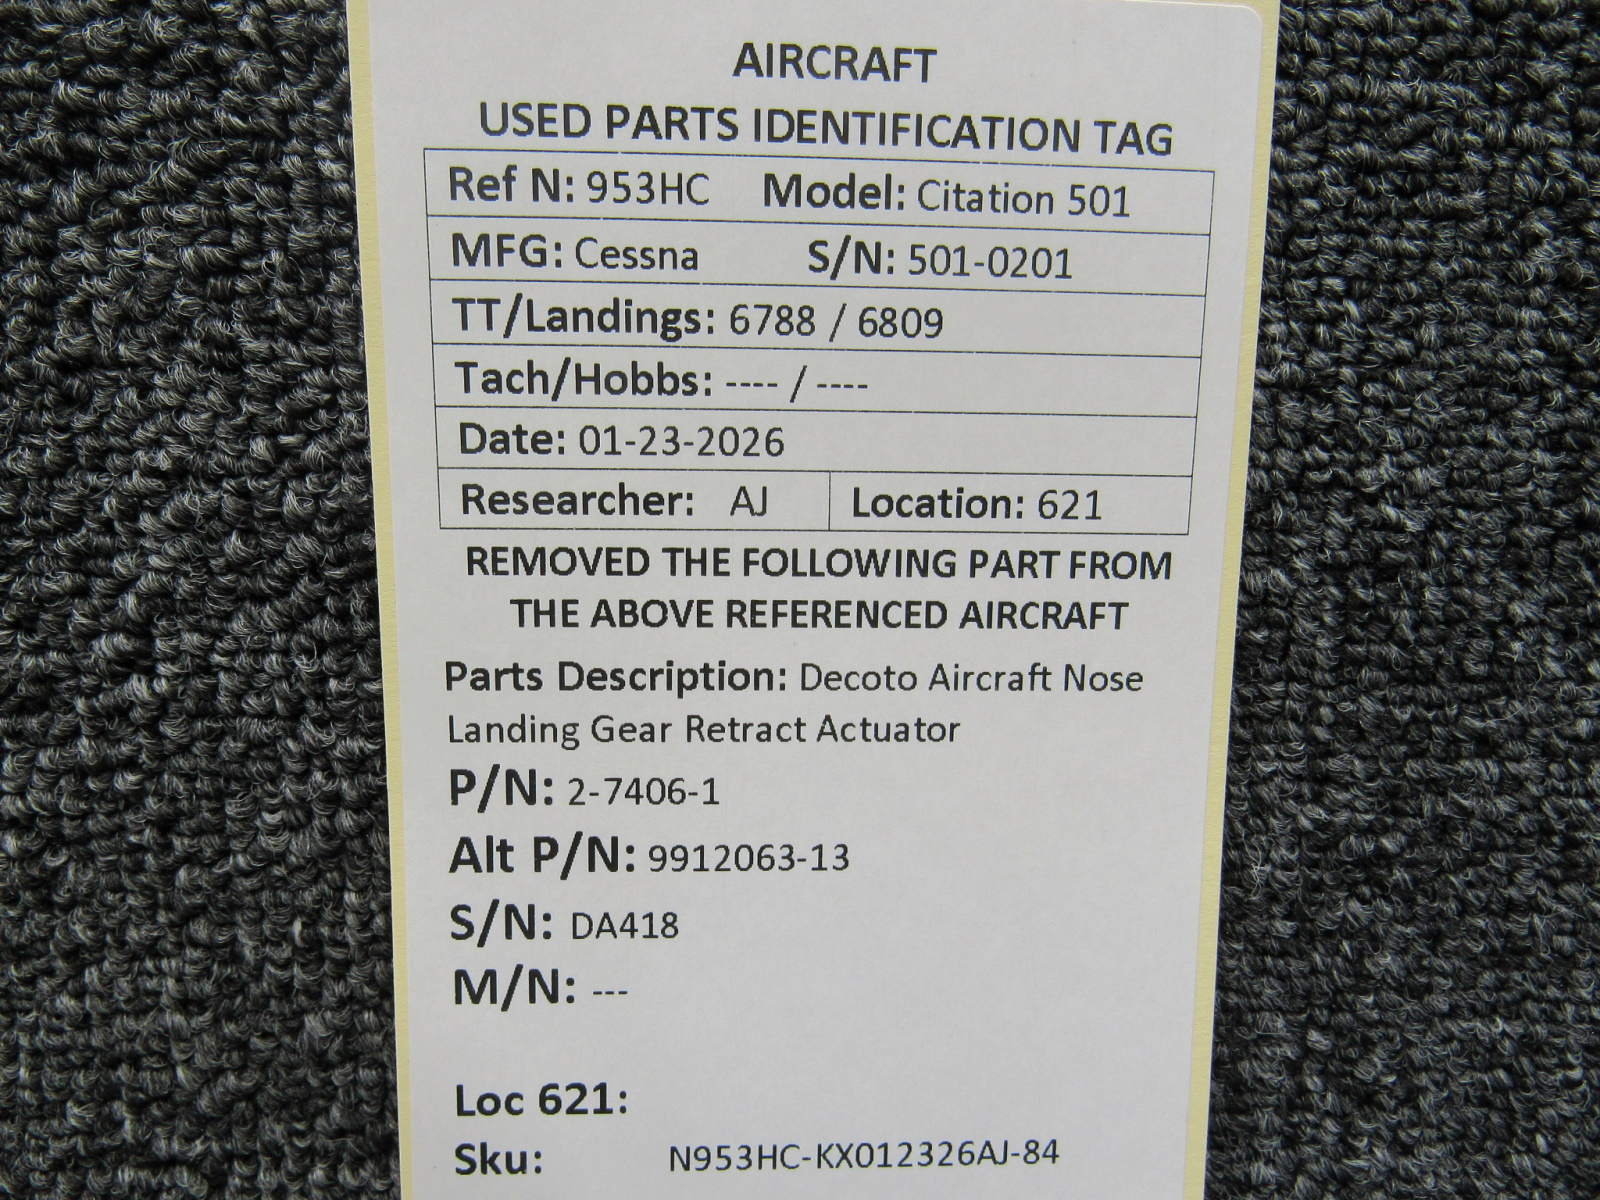 AIRCRAFT
USED PARTS IDENTIFICATION TAG
Ref N: 953HC Model: Citation 501
MFG: Cessna S/N: 501-0201
TT/Landings: 6788 / 6809
Tach/Hobbs: ---- / ----
Date: 01-23-2026
Researcher: AJ Location: 621
REMOVED THE FOLLOWING PART FROM
THE ABOVE REFERENCED AIRCRAFT
Parts Description: Decoto Aircraft Nose
Landing Gear Retract Actuator
P/N: 2-7406-1
Alt P/N: 9912063-13
S/N: DA418
M/N: ---
Loc 621:
Sku: N953HC-KX012326AJ-84